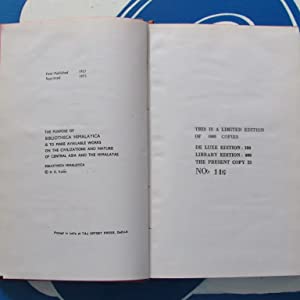 First Published 1927
Reprinted 1975
THE PURPOSE OF
BIBLIOTHECA HIMALAYICA
IS TO MAKE AVAILABLE WORKS
ON THE CIVILIZATIONS AND NATURE
OF CENTRAL ASIA AND THE HIMALAYAS
BIBLIOTHECA HIMALAYICA
Printed in India at
THIS IS A LIMITED EDITION
OF COPIES
DE LUXE EDITION:
LIBRARY EDITION:
THE PRESENT COPY IS
NO: 116